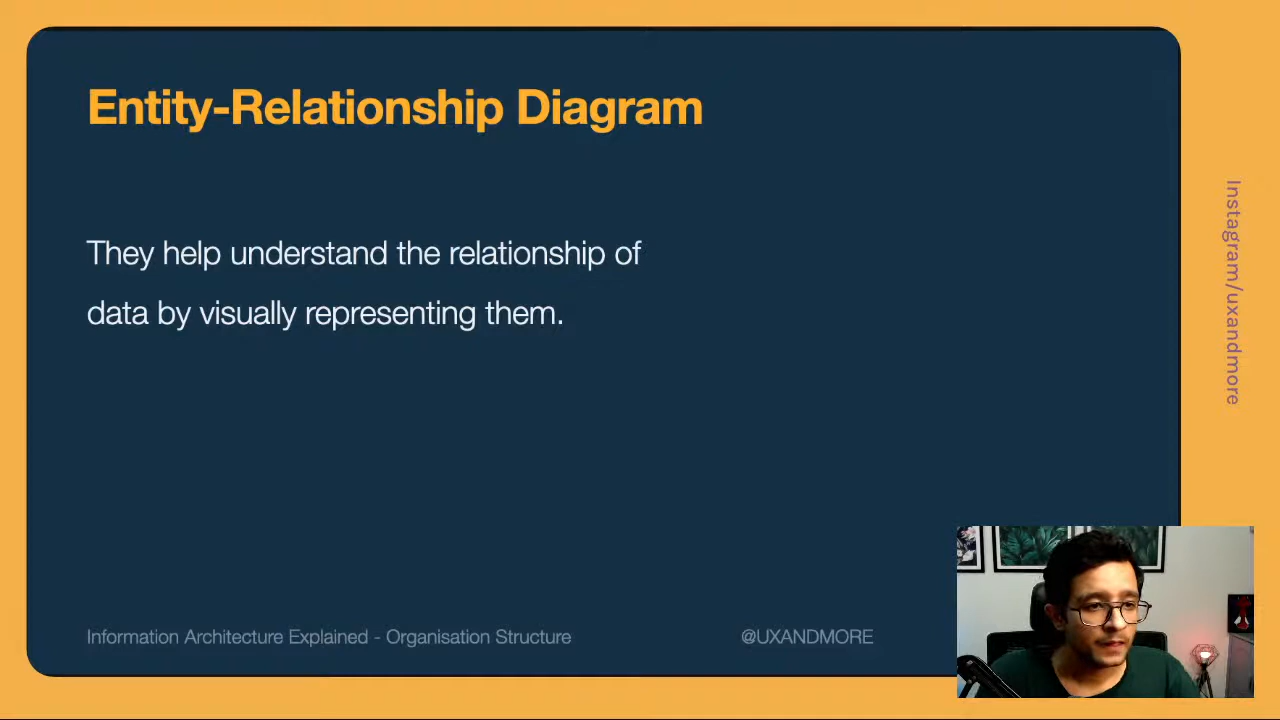 Entity-Relationship Diagram
They help understand the relationship of
data by visually representing them.
Information Architecture Explained - Organisation Structure
@UXANDMORE
Instagram/uxandmore